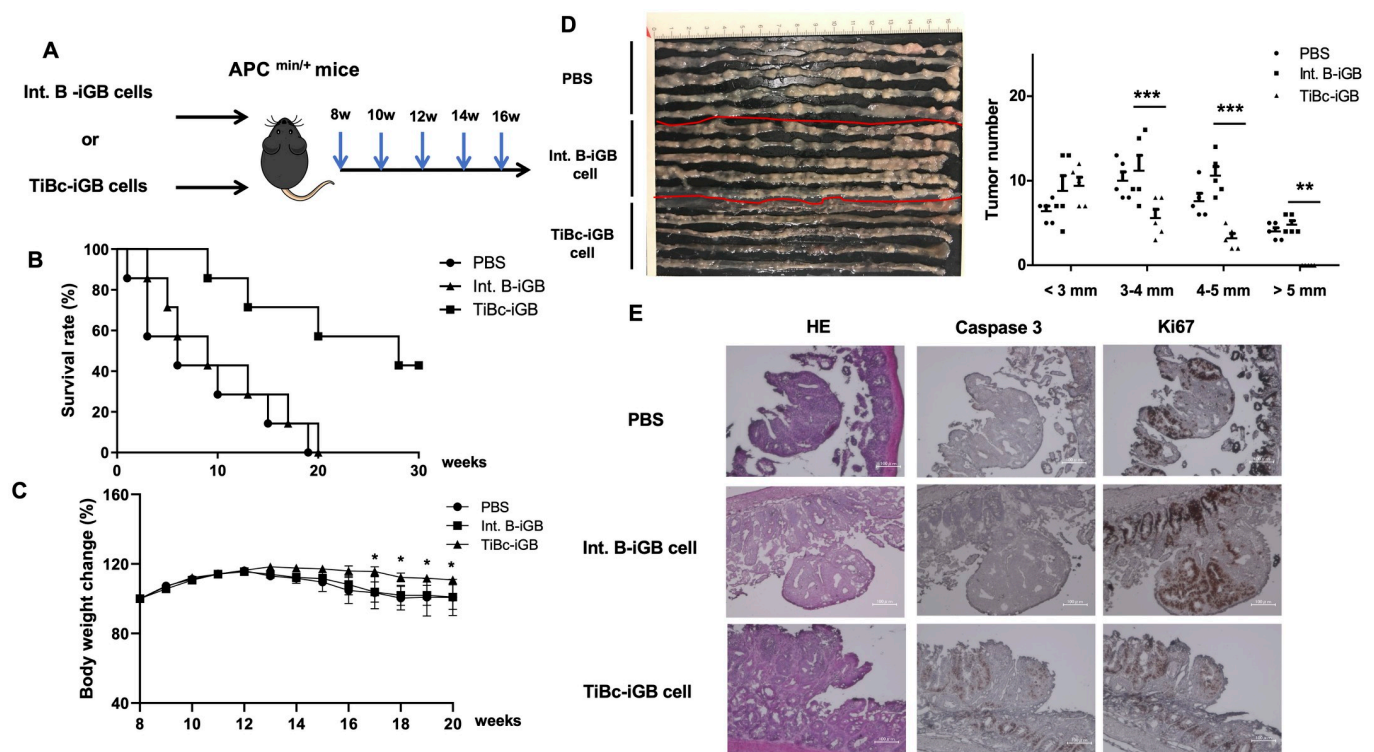 A
APC min/+ mice
Int. B -iGB cells
or
TiBc-iGB cells
8w 10w 12w 14w 16w
B
Survival rate (%)
100
80
60
40
20
0
0 10 20 30 weeks
PBS
Int. B-iGB
TiBc-iGB
C
Body weight change (%)
160
120
80
40
8 10 12 14 16 18 20 weeks
PBS
Int. B-iGB
TiBc-iGB
* * * *
D
PBS
Int. B-iGB
cell
TiBc-iGB
cell
Tumor number
20
10
0
< 3 mm 3-4 mm 4-5 mm > 5 mm
*** *** **
PBS
Int. B-iGB
TiBc-iGB
E
HE Caspase 3 Ki67
PBS
Int. B-iGB cell
TiBc-iGB cell